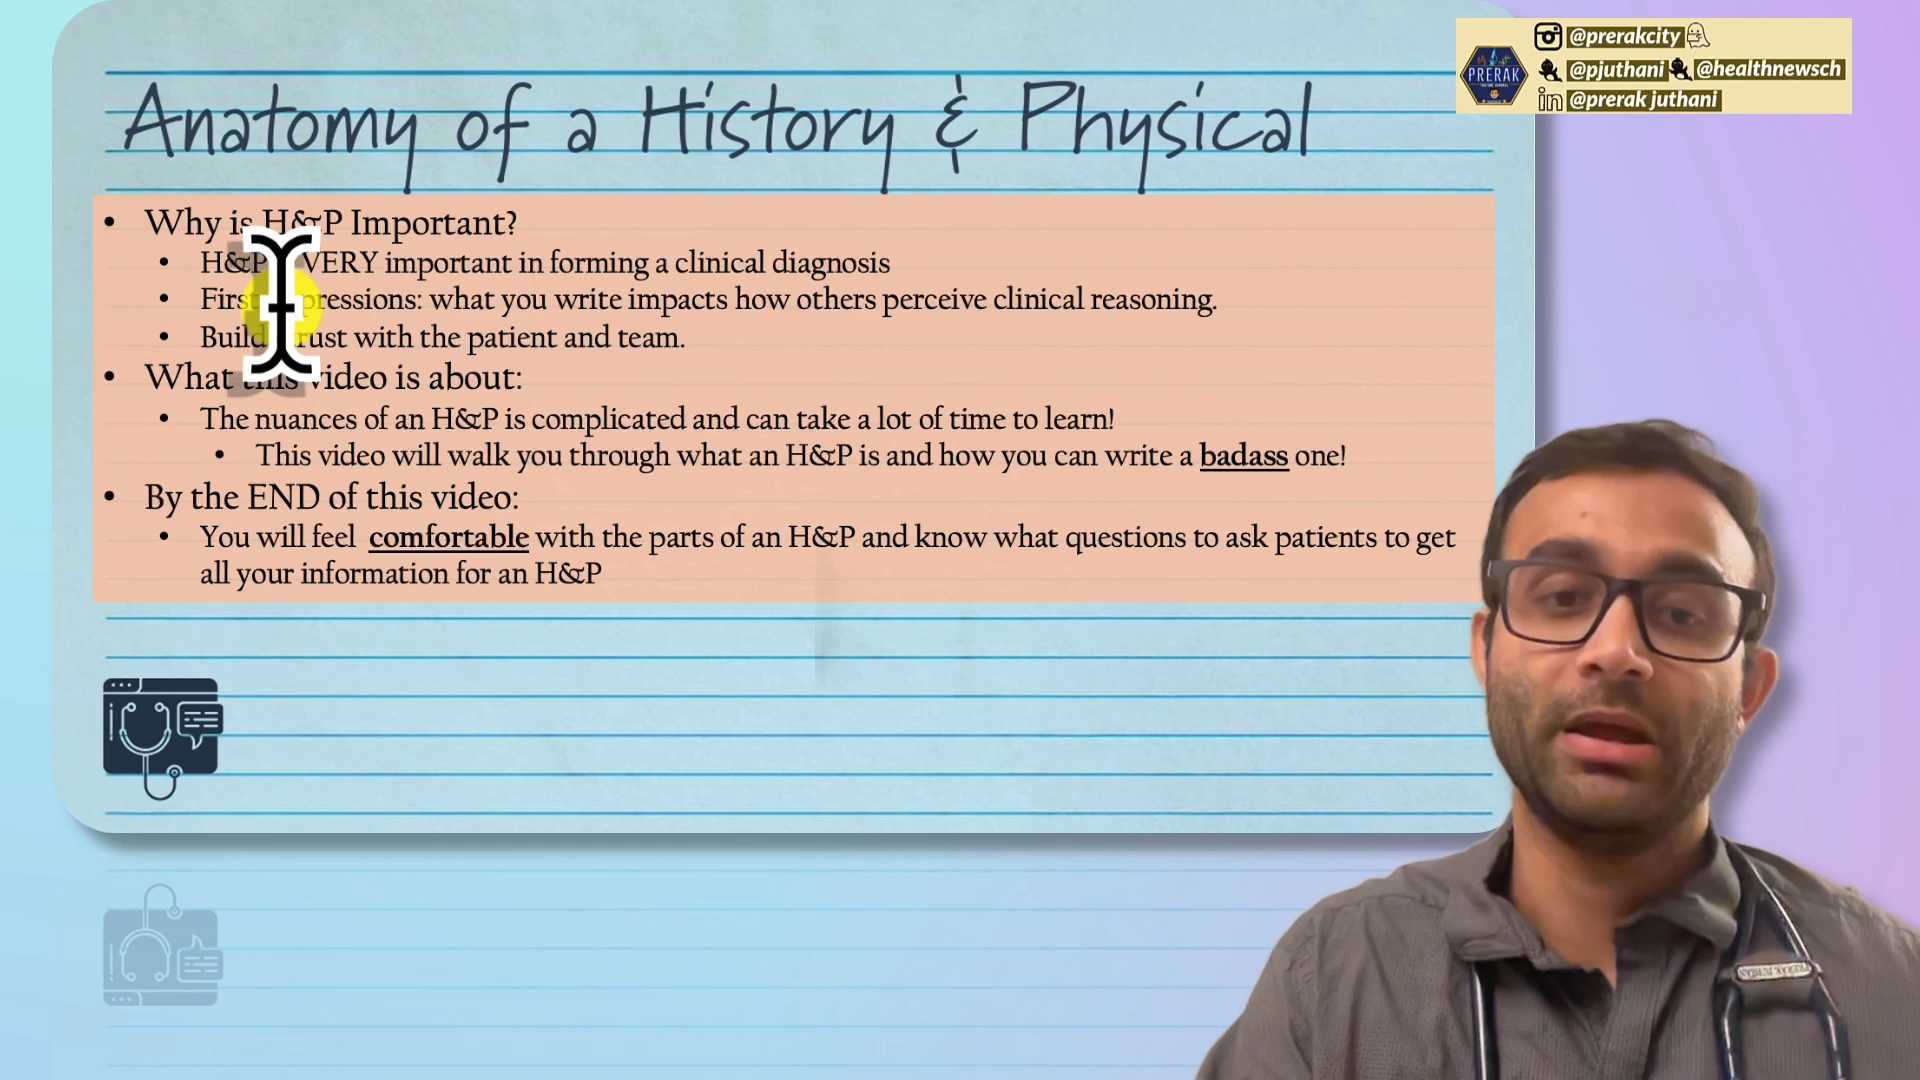 @prerakcity
@pjuthani @healthnewsch
@prerak juthani
PRERAK
Anatomy of a History & Physical
Why is H&P Important?
H&P VERY important in forming a clinical diagnosis
First pressions: what you write impacts how others perceive clinical reasoning.
Build rust with the patient and team.
What this video is about:
The nuances of an H&P is complicated and can take a lot of time to learn!
This video will walk you through what an H&P is and how you can write a badass one!
By the END of this video:
You will feel comfortable with the parts of an H&P and know what questions to ask patients to get
all your information for an H&P
PRERAK JUTHANI